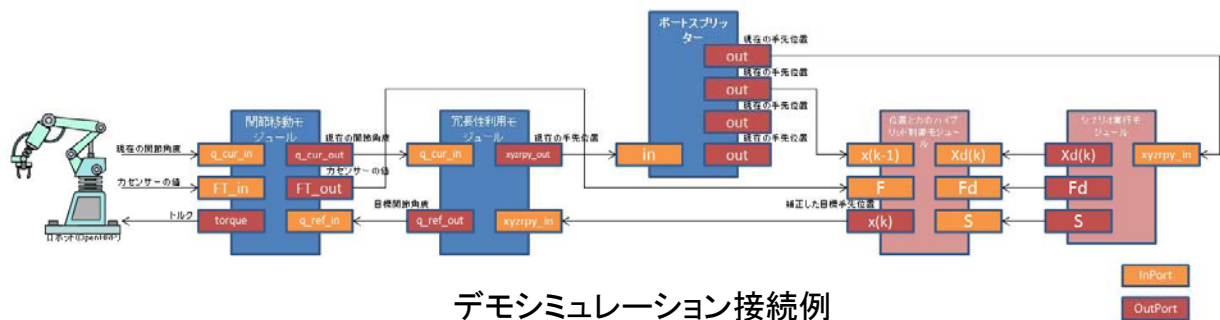 ポートスプリッター
現在の手先位置
out
現在の手先位置
out
現在の手先位置
out
現在の手先位置
out
in
関節移動モジュール
現在の関節角度
q_cur_in
q_cur_out
現在の関節角度
力センサーの値
FT_in
FT_out
力センサーの値
トルク
torque
q_ref_in
目標関節角度
ロボット(OpenHRP)
冗長性利用モジュール
q_cur_in
xyzrpy_out
現在の手先位置
q_ref_out
xyzrpy_in
補正した目標手先位置
位置と力のハイブリッド制御モジュール
x(k-1)
Xd(k)
F
Fd
x(k)
S
シナリオ実行モジュール
Xd(k)
xyzrpy_in
Fd
S
InPort
OutPort
デモシミュレーション接続例